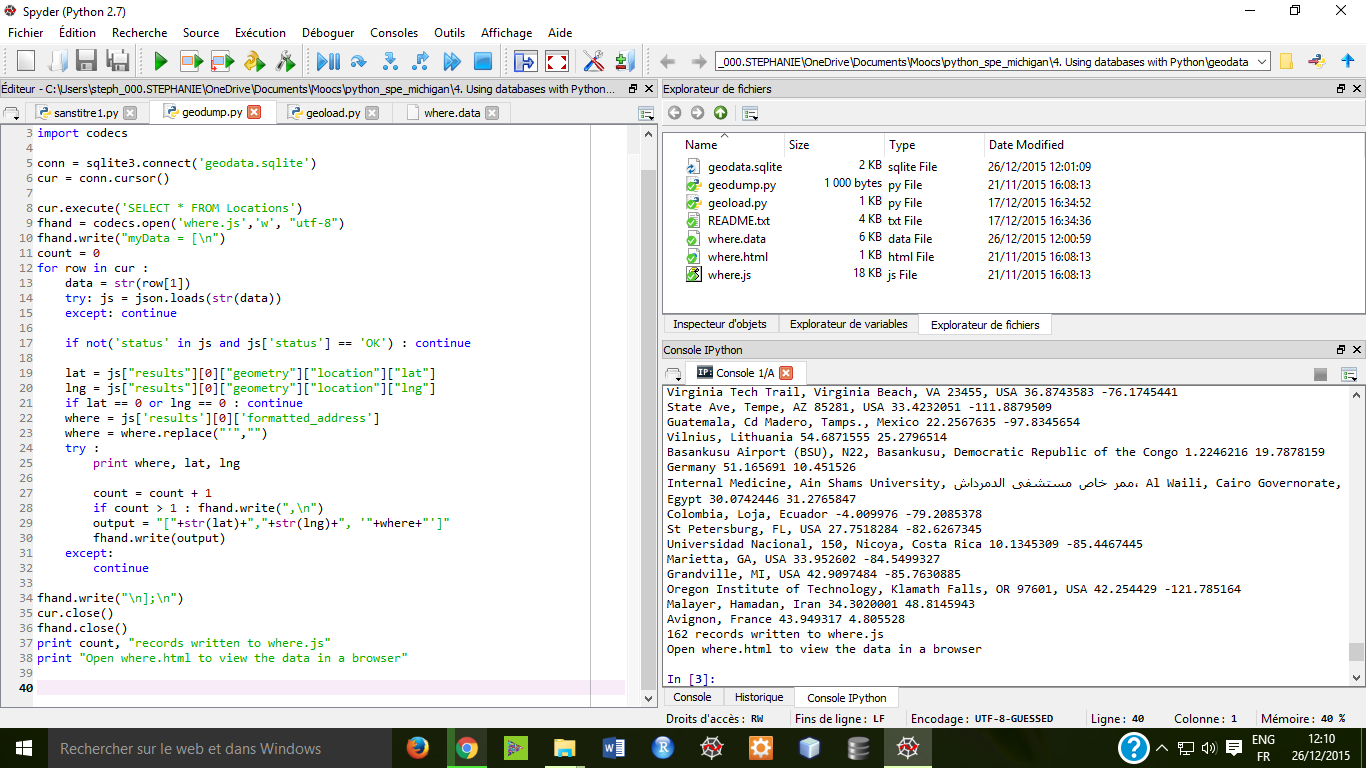 Spyder (Python 2.7)
Fichier Édition Recherche Source Exécution Déboguer Consoles Outils Affichage Aide
_000.STEPHANIE\OneDrive\Documents\Moocs\python_spe_michigan\4. Using databases with Python\geodata
Éditeur - C:\Users\steph_000.STEPHANIE\OneDrive\Documents\Moocs\python_spe_michigan\4. Using databases with Python...
sanstitre1.py geodump.py geoload.py where.data
3 import codecs
4
5 conn = sqlite3.connect('geodata.sqlite')
6 cur = conn.cursor()
7
8 cur.execute('SELECT * FROM Locations')
9 fhand = codecs.open('where.js','w', "utf-8")
10 fhand.write("myData = [\n")
11 count = 0
12 for row in cur :
13     data = str(row[1])
14     try: js = json.loads(str(data))
15     except: continue
16
17     if not('status' in js and js['status'] == 'OK') : continue
18
19     lat = js["results"][0]["geometry"]["location"]["lat"]
20     lng = js["results"][0]["geometry"]["location"]["lng"]
21     if lat == 0 or lng == 0 : continue
22     where = js['results'][0]['formatted_address']
23     where = where.replace("'","")
24     try :
25         print where, lat, lng
26
27         count = count + 1
28         if count > 1 : fhand.write(",\n")
29         output = "["+str(lat)+","+str(lng)+", '"+where+"']"
30         fhand.write(output)
31     except:
32         continue
33
34 fhand.write("\n];\n")
35 cur.close()
36 fhand.close()
37 print count, "records written to where.js"
38 print "Open where.html to view the data in a browser"
39
40
Explorateur de fichiers
Name Size Type Date Modified
geodata.sqlite 2 KB sqlite File 26/12/2015 12:01:09
geodump.py 1 000 bytes py File 21/11/2015 16:08:13
geoload.py 1 KB py File 17/12/2015 16:34:52
README.txt 4 KB txt File 17/12/2015 16:34:36
where.data 6 KB data File 26/12/2015 12:00:59
where.html 1 KB html File 21/11/2015 16:08:13
where.js 18 KB js File 21/11/2015 16:08:13
Inspecteur d'objets Explorateur de variables Explorateur de fichiers
Console IPython
IP: Console 1/A
Virginia Tech Trail, Virginia Beach, VA 23455, USA 36.8743583 -76.1745441
State Ave, Tempe, AZ 85281, USA 33.4232051 -111.8879509
Guatemala, Cd Madero, Tamps., Mexico 22.2567635 -97.8345654
Vilnius, Lithuania 54.6871555 25.2796514
Basankusu Airport (BSU), N22, Basankusu, Democratic Republic of the Congo 1.2246216 19.7878159
Germany 51.165691 10.451526
Internal Medicine, Ain Shams University, ممر خاص مستشفى الدمرداش، Al Waili, Cairo Governorate,
Egypt 30.0742446 31.2765847
Colombia, Loja, Ecuador -4.009976 -79.2085378
St Petersburg, FL, USA 27.7518284 -82.6267345
Universidad Nacional, 150, Nicoya, Costa Rica 10.1345309 -85.4467445
Marietta, GA, USA 33.952602 -84.5499327
Grandville, MI, USA 42.9097484 -85.7630885
Oregon Institute of Technology, Klamath Falls, OR 97601, USA 42.254429 -121.785164
Malayer, Hamadan, Iran 34.3020001 48.8145943
Avignon, France 43.949317 4.805528
162 records written to where.js
Open where.html to view the data in a browser
In [3]:
Console Historique Console IPython
Droits d'accès : RW Fins de ligne : LF Encodage : UTF-8-GUESSED Ligne : 40 Colonne : 1 Mémoire : 40 %
Rechercher sur le web et dans Windows
ENG 12:10
FR 26/12/2015